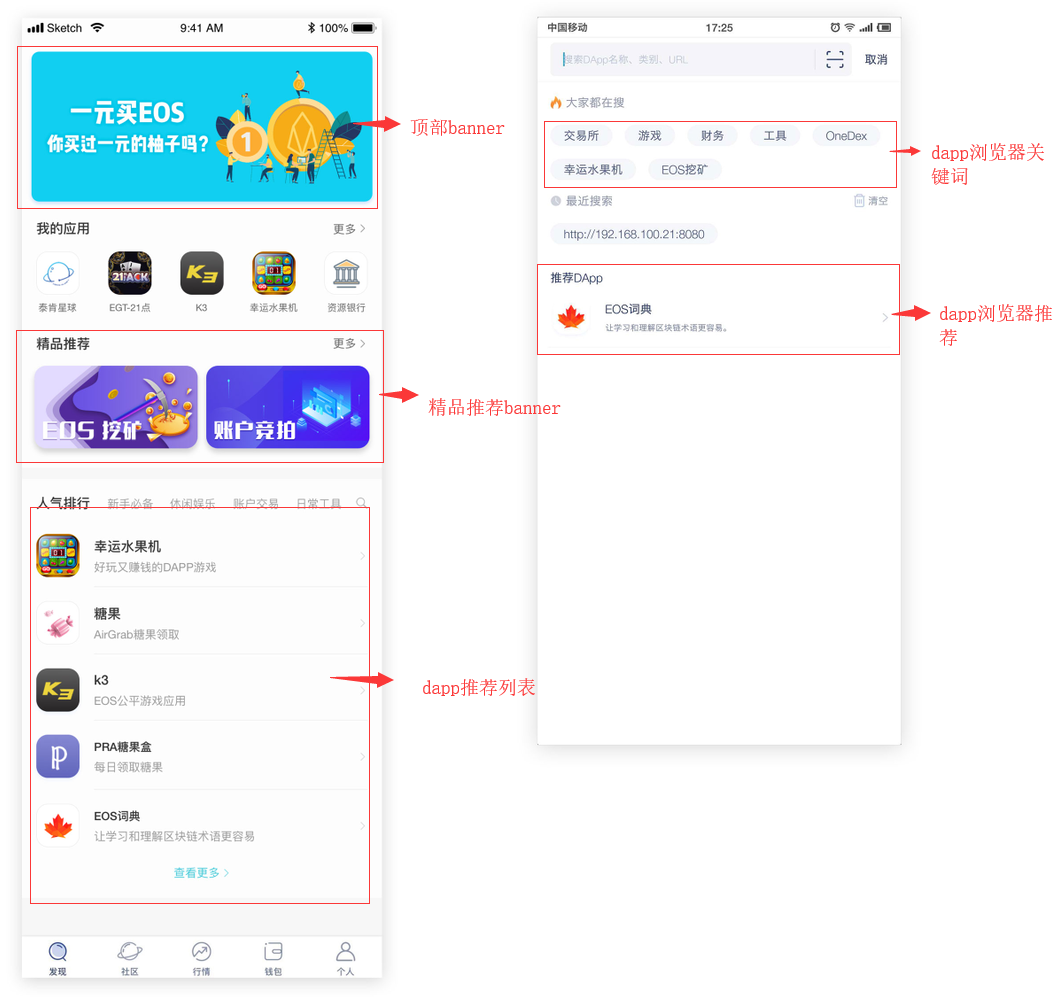 Sketch 9:41 AM 100%
一元买EOS
你买过一元的柚子吗?
1
顶部banner
我的应用 更多
21 JACK K3
泰肯星球 EGT-21点 K3 幸运水果机 资源银行
精品推荐 更多
EOS 挖矿 账户竞拍
精品推荐banner
人气排行 新手必备 休闲娱乐 账户交易 日常工具
幸运水果机
好玩又赚钱的DAPP游戏
糖果
AirGrab糖果领取
K3
k3
EOS公平游戏应用
dapp推荐列表
PRA糖果盒
每日领取糖果
EOS词典
让学习和理解区块链术语更容易
查看更多
发现 社区 行情 钱包 个人
中国移动 17:25
搜索DApp名称、类别、URL 取消
大家都在搜
交易所 游戏 财务 工具 OneDex
幸运水果机 EOS挖矿
dapp浏览器关
键词
最近搜索 清空
http://192.168.100.21:8080
推荐DApp
EOS词典
让学习和理解区块链术语更容易。
dapp浏览器推
荐